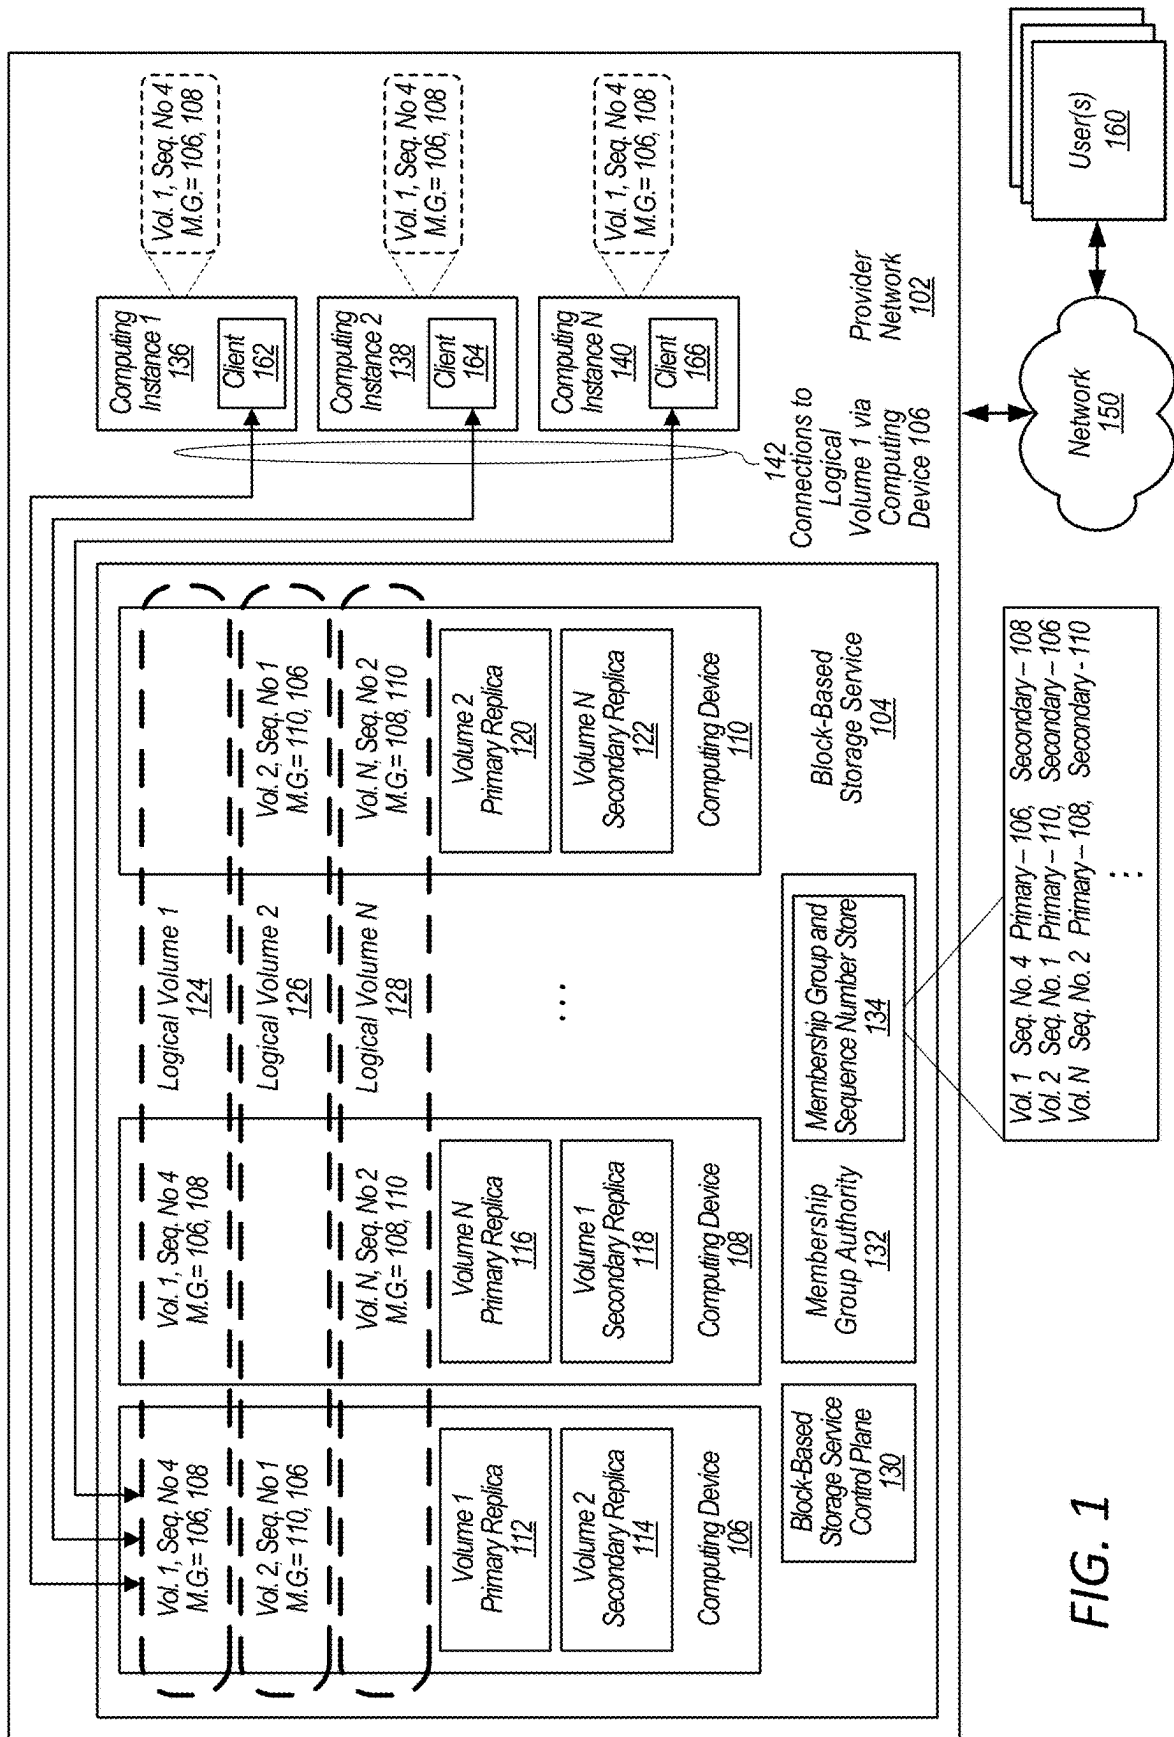 Vol. 1, Seq. No 4
M.G.= 106, 108
Vol. 2, Seq. No 1
M.G.= 110, 106
Volume 1
Primary Replica
112
Volume 2
Secondary Replica
114
Computing Device
106
Vol. 1, Seq. No 4
M.G.= 106, 108
Vol. N, Seq. No 2
M.G.= 108, 110
Volume N
Primary Replica
116
Volume 1
Secondary Replica
118
Computing Device
108
Logical Volume 1
124
Logical Volume 2
126
Logical Volume N
128
...
Vol. 2, Seq. No 1
M.G.= 110, 106
Vol. N, Seq. No 2
M.G.= 108, 110
Volume 2
Primary Replica
120
Volume N
Secondary Replica
122
Computing Device
110
Block-Based
Storage Service
Control Plane
130
Membership
Group Authority
132
Membership Group and
Sequence Number Store
134
Block-Based
Storage Service
104
Computing
Instance 1
136
Client
162
Vol. 1, Seq. No 4
M.G.= 106, 108
Computing
Instance 2
138
Client
164
Vol. 1, Seq. No 4
M.G.= 106, 108
Computing
Instance N
140
Client
166
Vol. 1, Seq. No 4
M.G.= 106, 108
142
Connections to
Logical
Volume 1 via
Computing
Device 106
Provider
Network
102
Vol. 1 Seq. No. 4 Primary – 106, Secondary – 108
Vol. 2 Seq. No. 1 Primary – 110, Secondary – 106
Vol. N Seq. No. 2 Primary – 108, Secondary - 110
⋮
Network
150
User(s)
160
FIG. 1